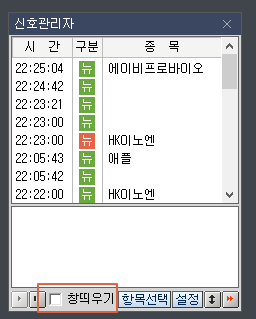 신호관리자
시 간 구분 종 목
22:25:04 뉴 에이비프로바이오
22:24:42 뉴
22:23:21 뉴
22:23:00 뉴
22:23:00 뉴 HK이노엔
22:05:43 뉴 애플
22:05:42 뉴
22:22:00 뉴 HK이노엔
창띄우기 항목선택 설정